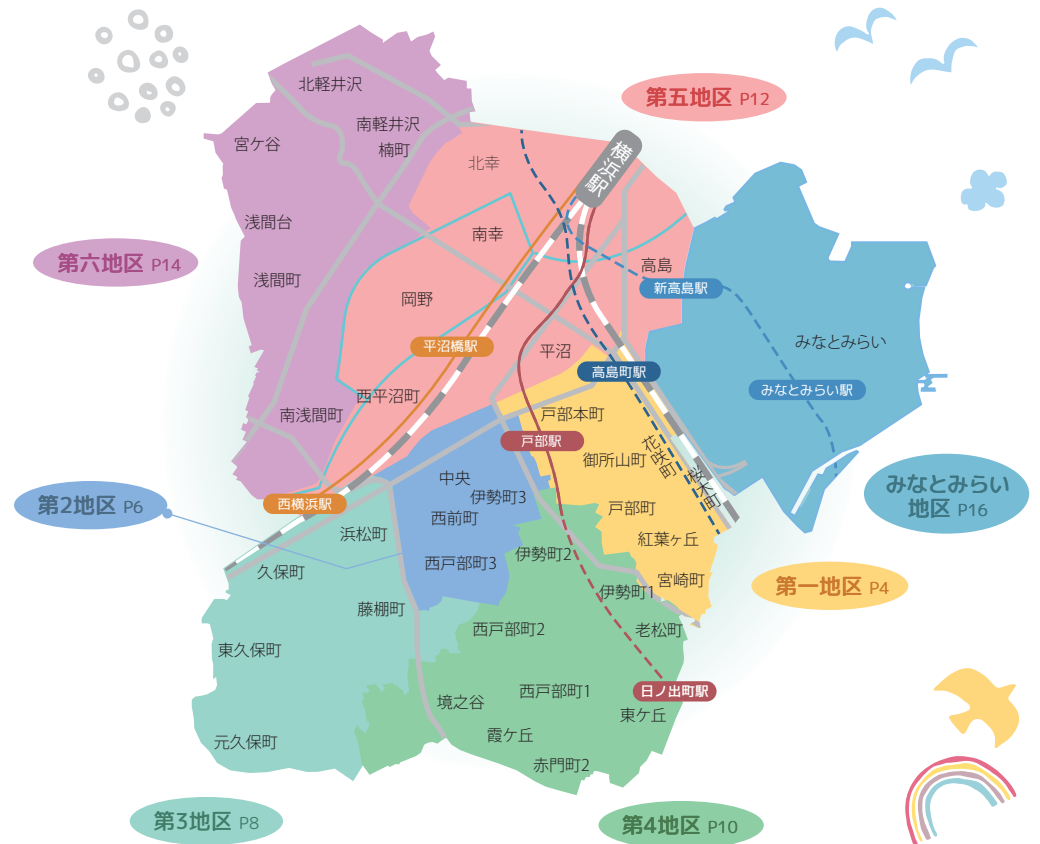 北軽井沢
第五地区 P12
南軽井沢
宮ケ谷
楠町
北幸
横浜駅
浅間台
南幸
第六地区 P14
浅間町
高島
新高島駅
岡野
みなとみらい
平沼橋駅
平沼
高島町駅
みなとみらい駅
西平沼町
南浅間町
戸部本町
戸部駅
花咲町
御所山町
中央
桜木町
第2地区 P6
伊勢町3
西横浜駅
みなとみらい
地区 P16
西前町
戸部町
浜松町
紅葉ヶ丘
伊勢町2
西戸部町3
久保町
宮崎町
第一地区 P4
伊勢町1
藤棚町
西戸部町2
老松町
東久保町
西戸部町1
日ノ出町駅
境之谷
東ケ丘
霞ケ丘
元久保町
赤門町2
第3地区 P8
第4地区 P10